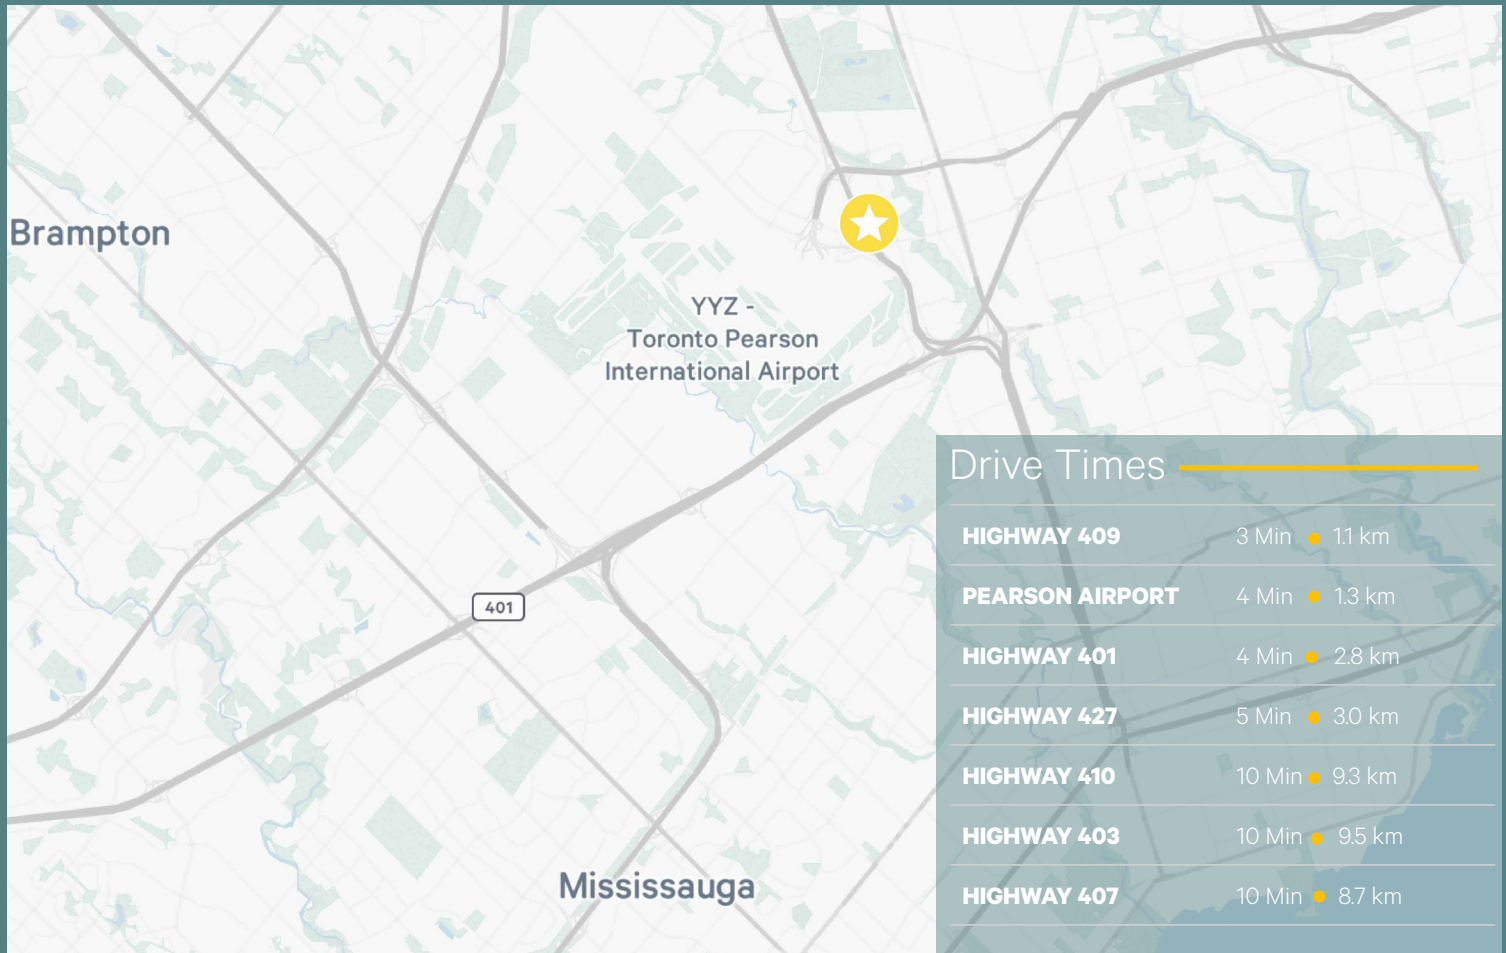 Brampton
YYZ -
Toronto Pearson
International Airport
401
Mississauga
Drive Times
HIGHWAY 409 3 Min 1.1 km
PEARSON AIRPORT 4 Min 1.3 km
HIGHWAY 401 4 Min 2.8 km
HIGHWAY 427 5 Min 3.0 km
HIGHWAY 410 10 Min 9.3 km
HIGHWAY 403 10 Min 9.5 km
HIGHWAY 407 10 Min 8.7 km